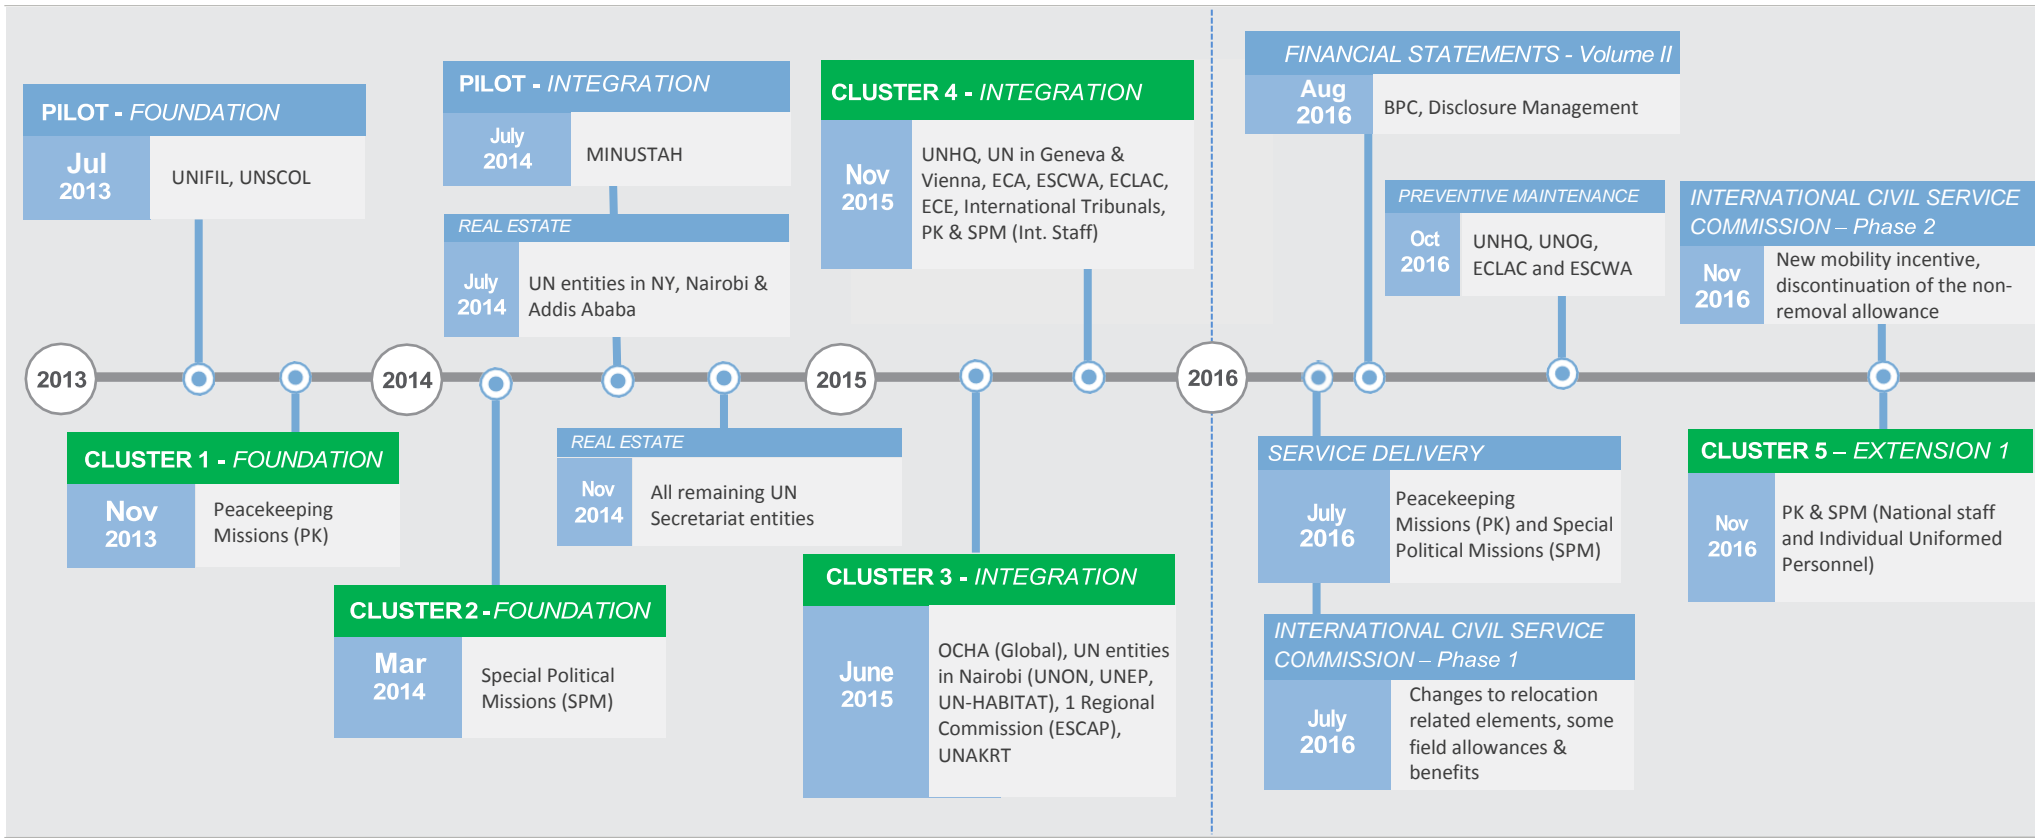 PILOT - FOUNDATION
Jul
2013
UNIFIL, UNSCOL
PILOT - INTEGRATION
July
2014
MINUSTAH
REAL ESTATE
July
2014
UN entities in NY, Nairobi &
Addis Ababa
CLUSTER 4 - INTEGRATION
Nov
2015
UNHQ, UN in Geneva &
Vienna, ECA, ESCWA, ECLAC,
ECE, International Tribunals,
PK & SPM (Int. Staff)
FINANCIAL STATEMENTS - Volume II
Aug
2016
BPC, Disclosure Management
PREVENTIVE MAINTENANCE
Oct
2016
UNHQ, UNOG,
ECLAC and ESCWA
INTERNATIONAL CIVIL SERVICE
COMMISSION – Phase 2
Nov
2016
New mobility incentive,
discontinuation of the non-
removal allowance
2013
2014
2015
2016
CLUSTER 1 - FOUNDATION
Nov
2013
Peacekeeping
Missions (PK)
CLUSTER 2 - FOUNDATION
Mar
2014
Special Political
Missions (SPM)
REAL ESTATE
Nov
2014
All remaining UN
Secretariat entities
CLUSTER 3 - INTEGRATION
June
2015
OCHA (Global), UN entities
in Nairobi (UNON, UNEP,
UN-HABITAT), 1 Regional
Commission (ESCAP),
UNAKRT
SERVICE DELIVERY
July
2016
Peacekeeping
Missions (PK) and Special
Political Missions (SPM)
INTERNATIONAL CIVIL SERVICE
COMMISSION – Phase 1
July
2016
Changes to relocation
related elements, some
field allowances &
benefits
CLUSTER 5 – EXTENSION 1
Nov
2016
PK & SPM (National staff
and Individual Uniformed
Personnel)